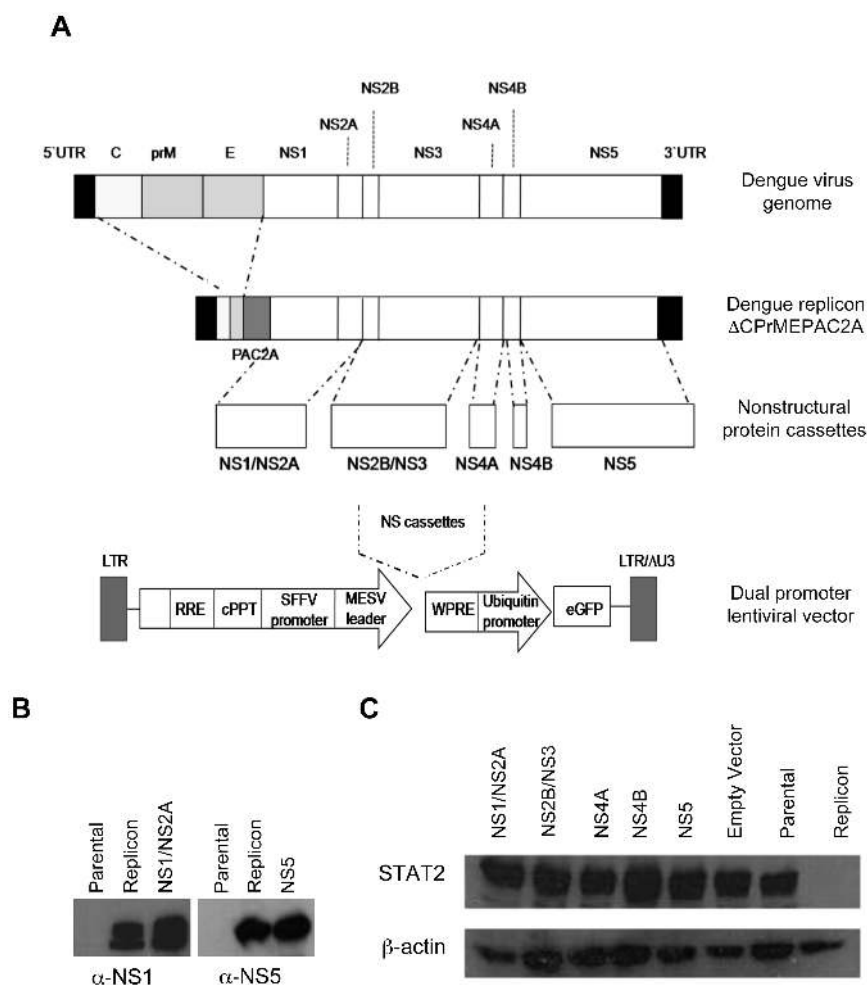 A
NS2B NS4B
NS2A NS4A
5`UTR C prM E NS1 NS3 NS5 3`UTR
Dengue virus
genome
Dengue replicon
ΔCPrMEPAC2A
PAC2A
Nonstructural
protein cassettes
NS1/NS2A NS2B/NS3 NS4A NS4B NS5
NS cassettes
LTR LTR/ΔU3
RRE cPPT SFFV promoter MESV leader WPRE Ubiquitin promoter eGFP
Dual promoter
lentiviral vector
B
Parental Replicon NS1/NS2A Parental Replicon NS5
α-NS1 α-NS5
C
NS1/NS2A NS2B/NS3 NS4A NS4B NS5 Empty Vector Parental Replicon
STAT2
β-actin